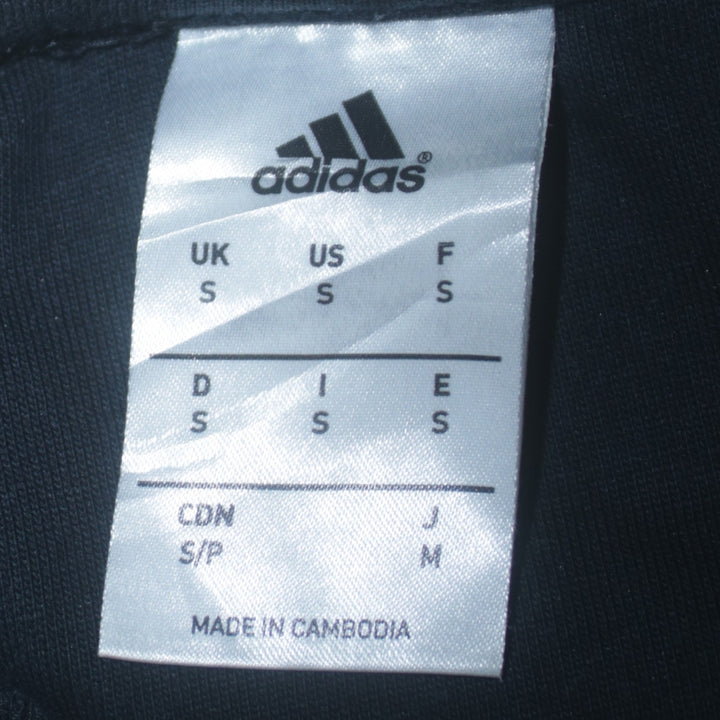 adidas®
UK US F
S S S
D I E
S S S
CDN J
S/P M
MADE IN CAMBODIA